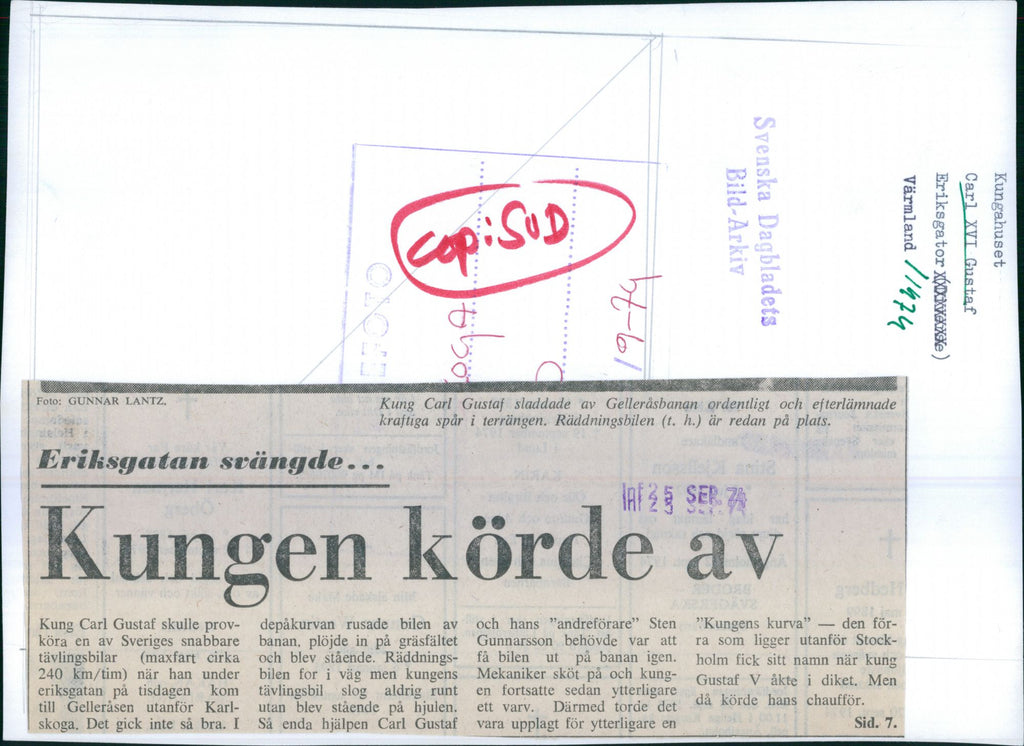 cop: SvD
Svenska Dagbladets
Bild-Arkiv
Kungahuset
Carl XVI Gustaf
Eriksgator
Värmland 1974
Foto: GUNNAR LANTZ.
Kung Carl Gustaf sladdade av Gelleråsbanan ordentligt och efterlämnade
kraftiga spår i terrängen. Räddningsbilen (t. h.) är redan på plats.
Eriksgatan svängde...
Inf 25 SEP. 74
Kungen körde av
Kung Carl Gustaf skulle prov-
köra en av Sveriges snabbare
tävlingsbilar (maxfart cirka
240 km/tim) när han under
eriksgatan på tisdagen kom
till Gelleråsen utanför Karl-
skoga. Det gick inte så bra. I
depåkurvan rusade bilen av
banan, plöjde in på gräsfältet
och blev stående. Räddnings-
bilen for i väg men kungens
tävlingsbil slog aldrig runt
utan blev stående på hjulen.
Så enda hjälpen Carl Gustaf
och hans "andreförare" Sten
Gunnarsson behövde var att
få bilen ut på banan igen.
Mekaniker sköt på och kung-
en fortsatte sedan ytterligare
ett varv. Därmed torde det
vara upplagt för ytterligare en
"Kungens kurva" — den för-
ra som ligger utanför Stock-
holm fick sitt namn när kung
Gustaf V åkte i diket. Men
då körde hans chaufför.
Sid. 7.